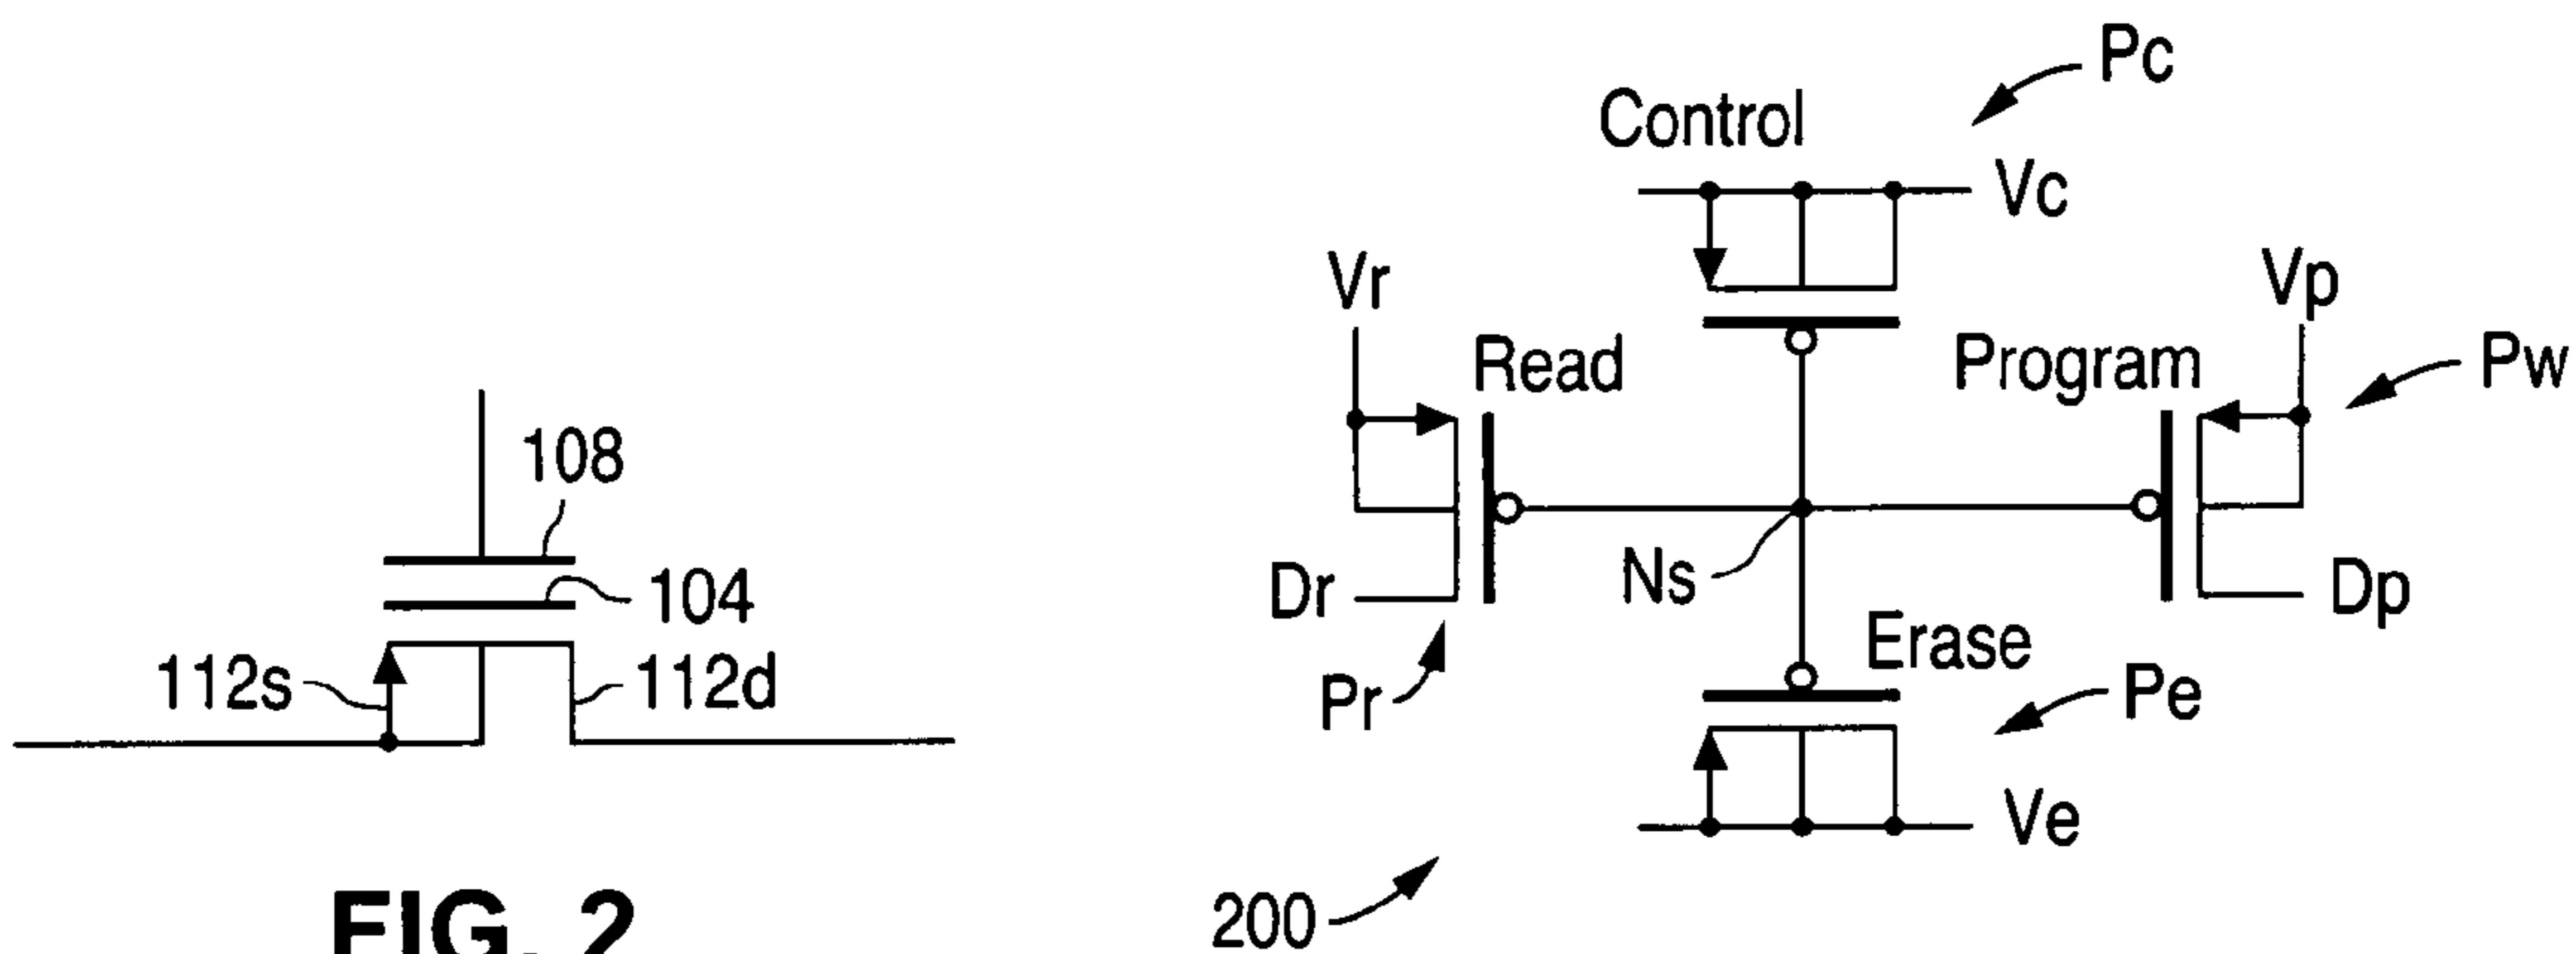 108
104
112s
112d
FIG. 2
Pc
Control
Vc
Vr
Vp
Read
Program
Pw
Ns
Dr
Dp
Erase
Pr
Pe
Ve
200